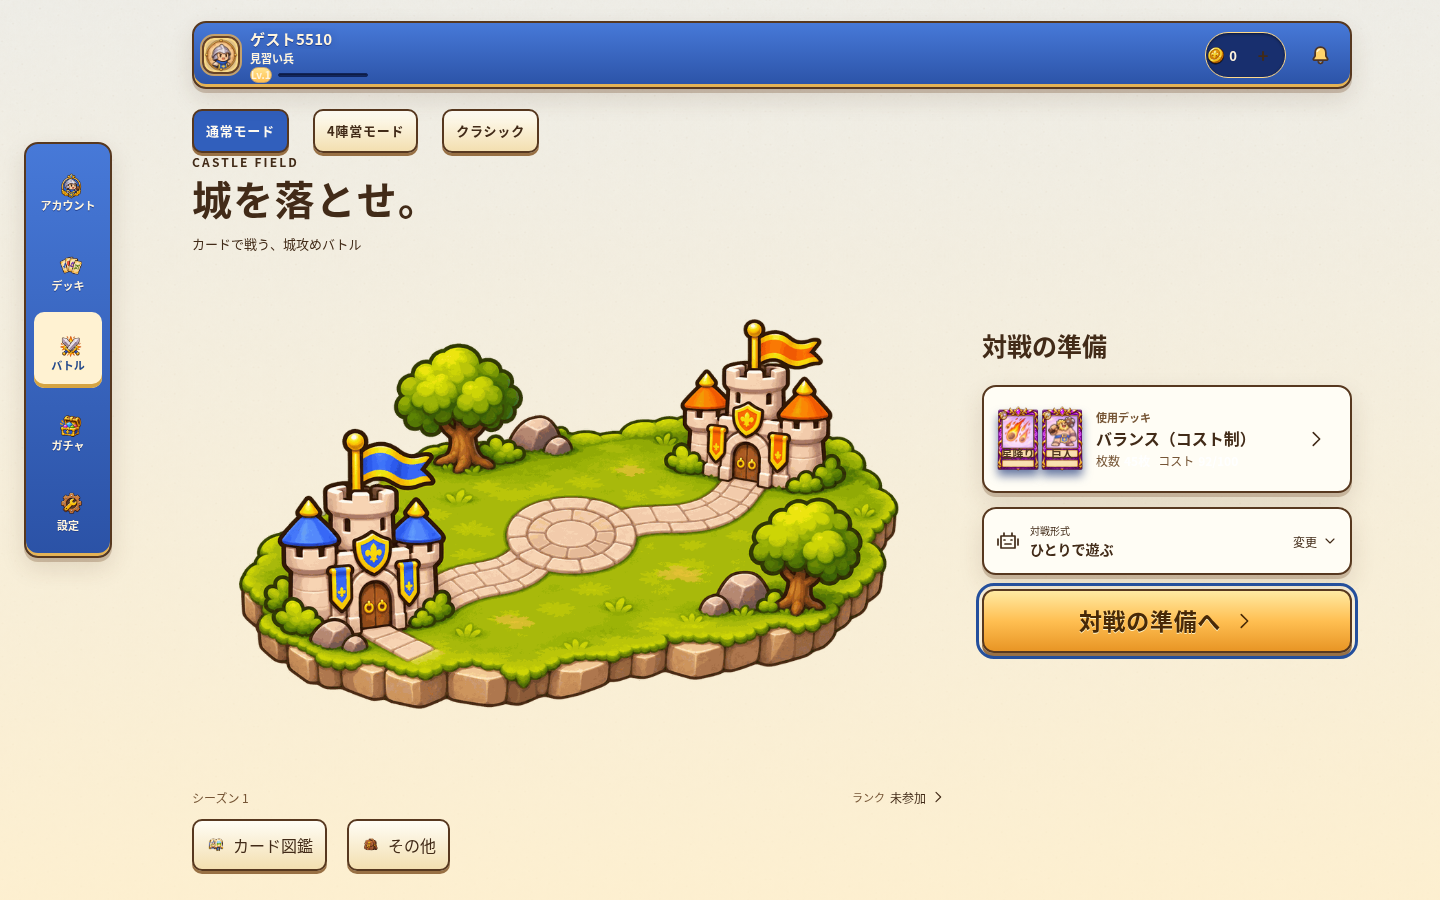 ゲスト5510
見習い兵
Lv.1
0
通常モード
4陣営モード
クラシック
CASTLE FIELD
城を落とせ。
カードで戦う、城攻めバトル
アカウント
デッキ
バトル
ガチャ
設定
対戦の準備
使用デッキ
バランス（コスト制）
枚数 コスト
星降り
巨人
対戦形式
ひとりで遊ぶ
変更
対戦の準備へ
シーズン 1
ランク 未参加
カード図鑑
その他